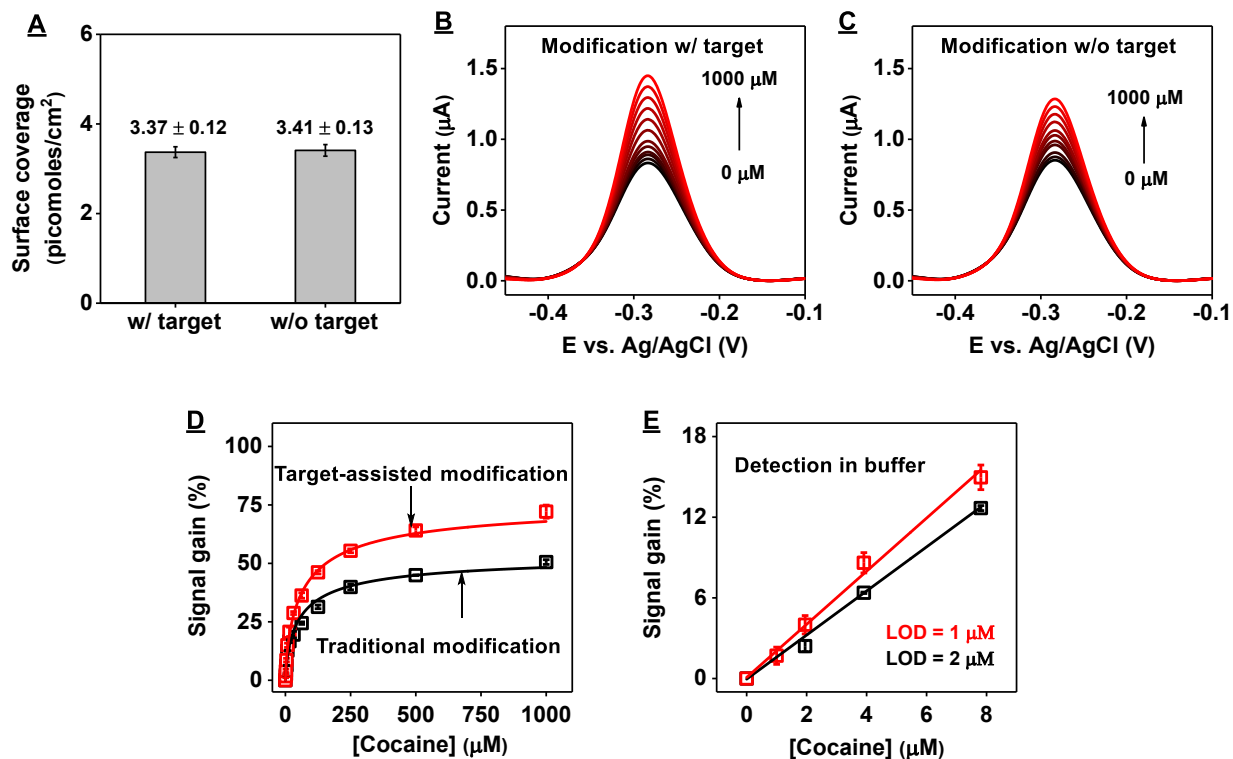 A
Surface coverage
(picomoles/cm²)
6
4
2
0
3.37 ± 0.12
3.41 ± 0.13
w/ target
w/o target
B
Modification w/ target
1000 µM
0 µM
Current (µA)
1.5
1.0
0.5
0.0
-0.4
-0.3
-0.2
-0.1
E vs. Ag/AgCl (V)
C
Modification w/o target
1000 µM
0 µM
Current (µA)
1.5
1.0
0.5
0.0
-0.4
-0.3
-0.2
-0.1
E vs. Ag/AgCl (V)
D
Signal gain (%)
100
75
50
25
0
Target-assisted modification
Traditional modification
0
250
500
750
1000
[Cocaine] (µM)
E
Signal gain (%)
18
12
6
0
Detection in buffer
LOD = 1 µM
LOD = 2 µM
0
2
4
6
8
[Cocaine] (µM)